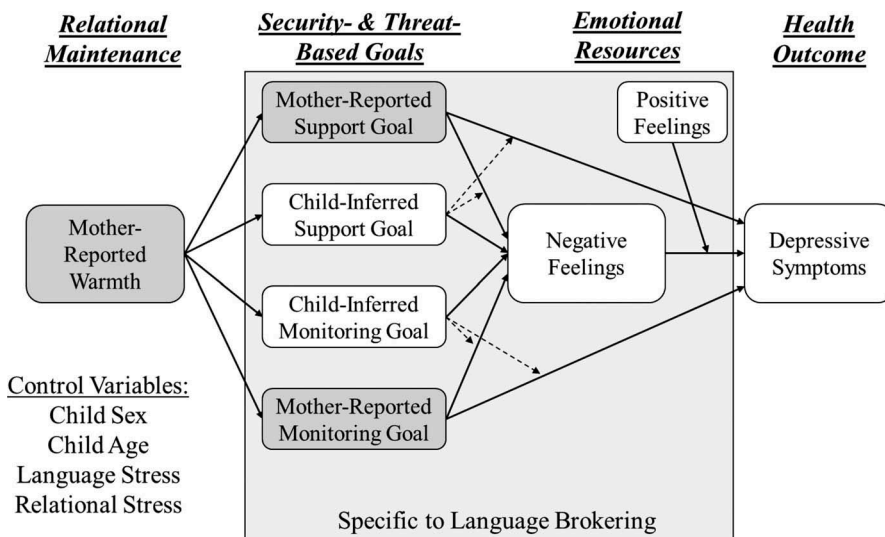 Relational
Maintenance
Security- & Threat-
Based Goals
Emotional
Resources
Health
Outcome
Mother-Reported
Support Goal
Positive
Feelings
Child-Inferred
Support Goal
Mother-
Reported
Warmth
Negative
Feelings
Depressive
Symptoms
Child-Inferred
Monitoring Goal
Mother-Reported
Monitoring Goal
Control Variables:
Child Sex
Child Age
Language Stress
Relational Stress
Specific to Language Brokering